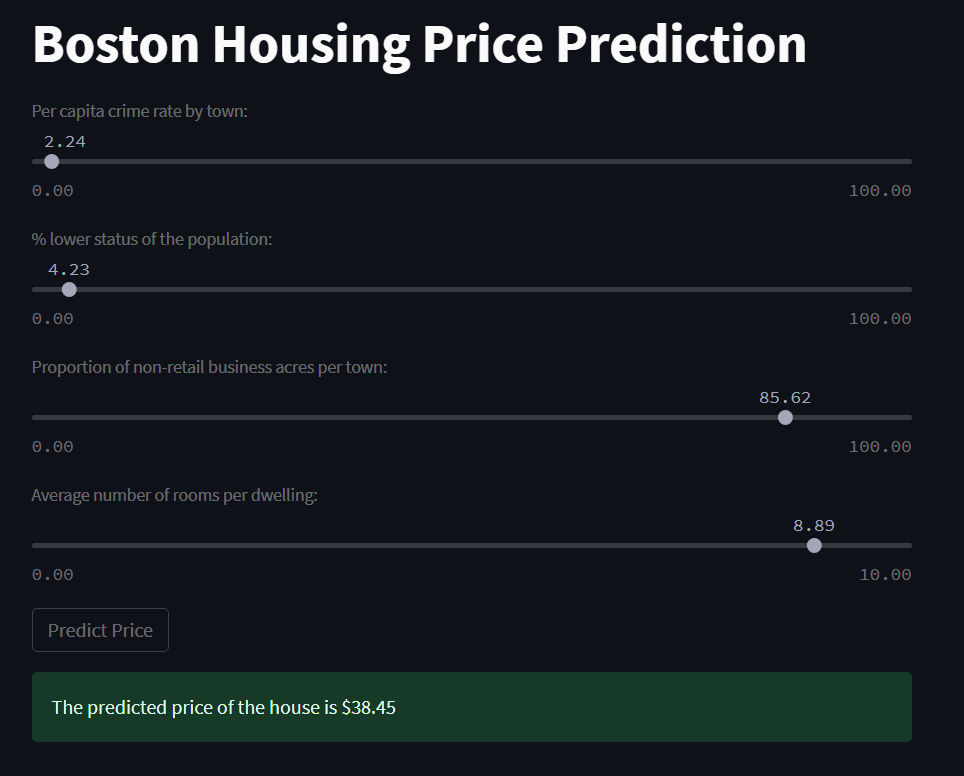 Boston Housing Price Prediction
Per capita crime rate by town:
2.24
0.00 100.00
% lower status of the population:
4.23
0.00 100.00
Proportion of non-retail business acres per town:
85.62
0.00 100.00
Average number of rooms per dwelling:
8.89
0.00 10.00
Predict Price
The predicted price of the house is $38.45